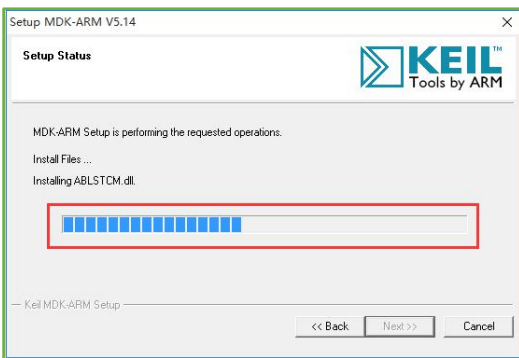 Setup MDK-ARM V5.14
Setup Status
KEIL™
Tools by ARM
MDK-ARM Setup is performing the requested operations.
Install Files ...
Installing ABLSTCM.dll.
Keil MDK-ARM Setup
<< Back
Next >>
Cancel